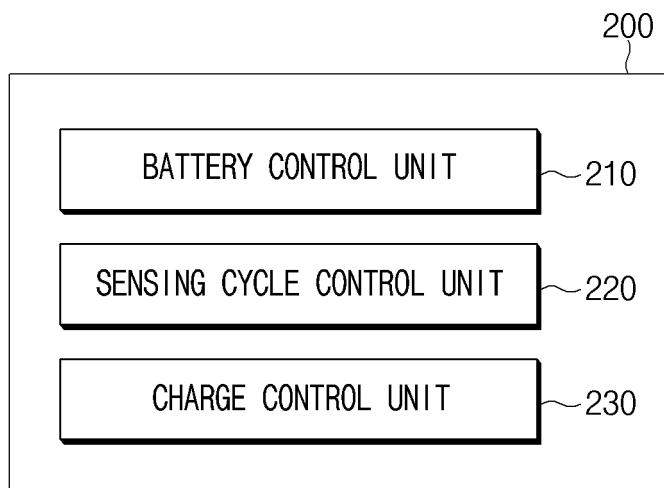 200
BATTERY CONTROL UNIT 210
SENSING CYCLE CONTROL UNIT 220
CHARGE CONTROL UNIT 230